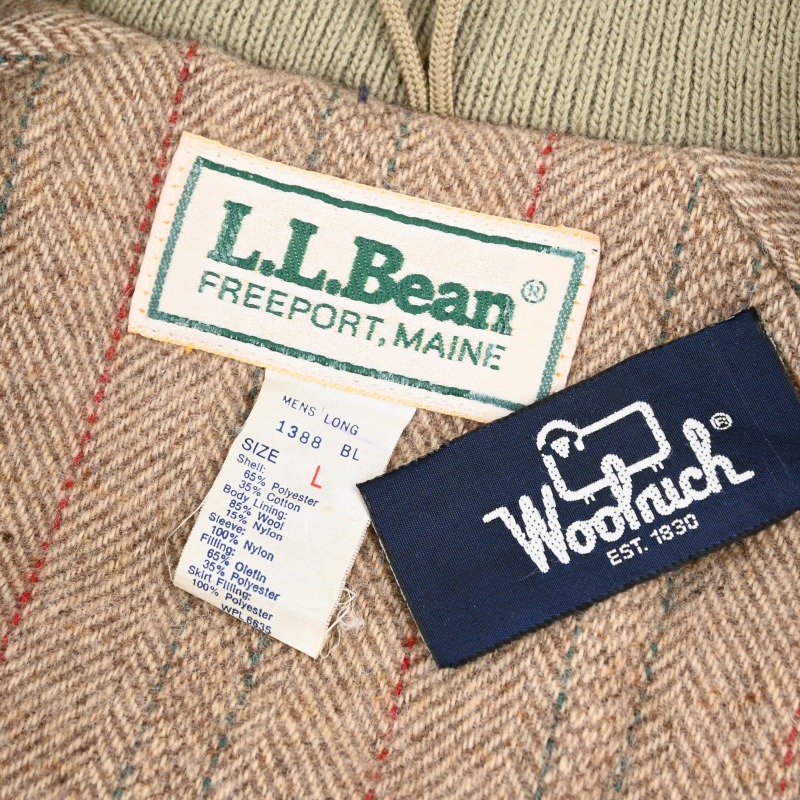 L.L.Bean®
FREEPORT, MAINE
MENS LONG
1388 BL
SIZE L
Shell:
65% Polyester
35% Cotton
Body Lining:
85% Wool
15% Nylon
Sleeve:
100% Nylon
Filling:
65% Olefin
35% Polyester
Skirt Filling:
100% Polyester
WPL 6635
Woolrich®
EST. 1830